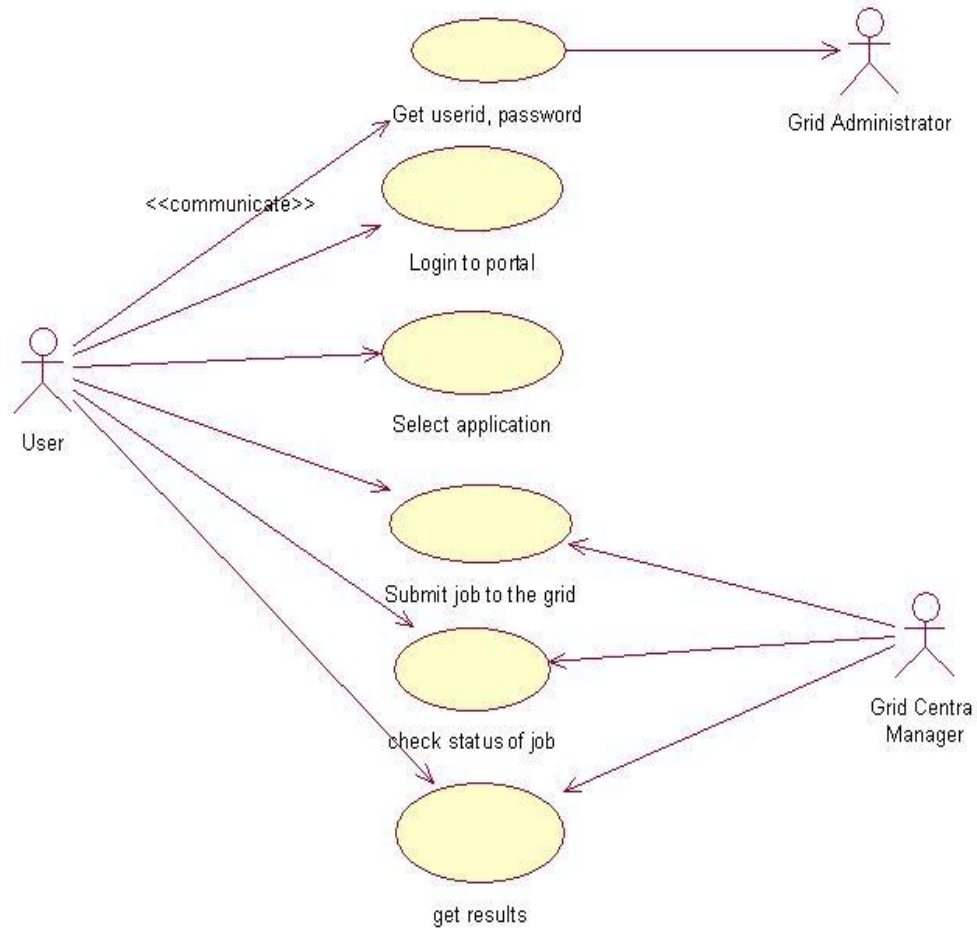 Get userid, password
Grid Administrator
<<communicate>>
Login to portal
Select application
User
Submit job to the grid
Grid Centra
Manager
check status of job
get results